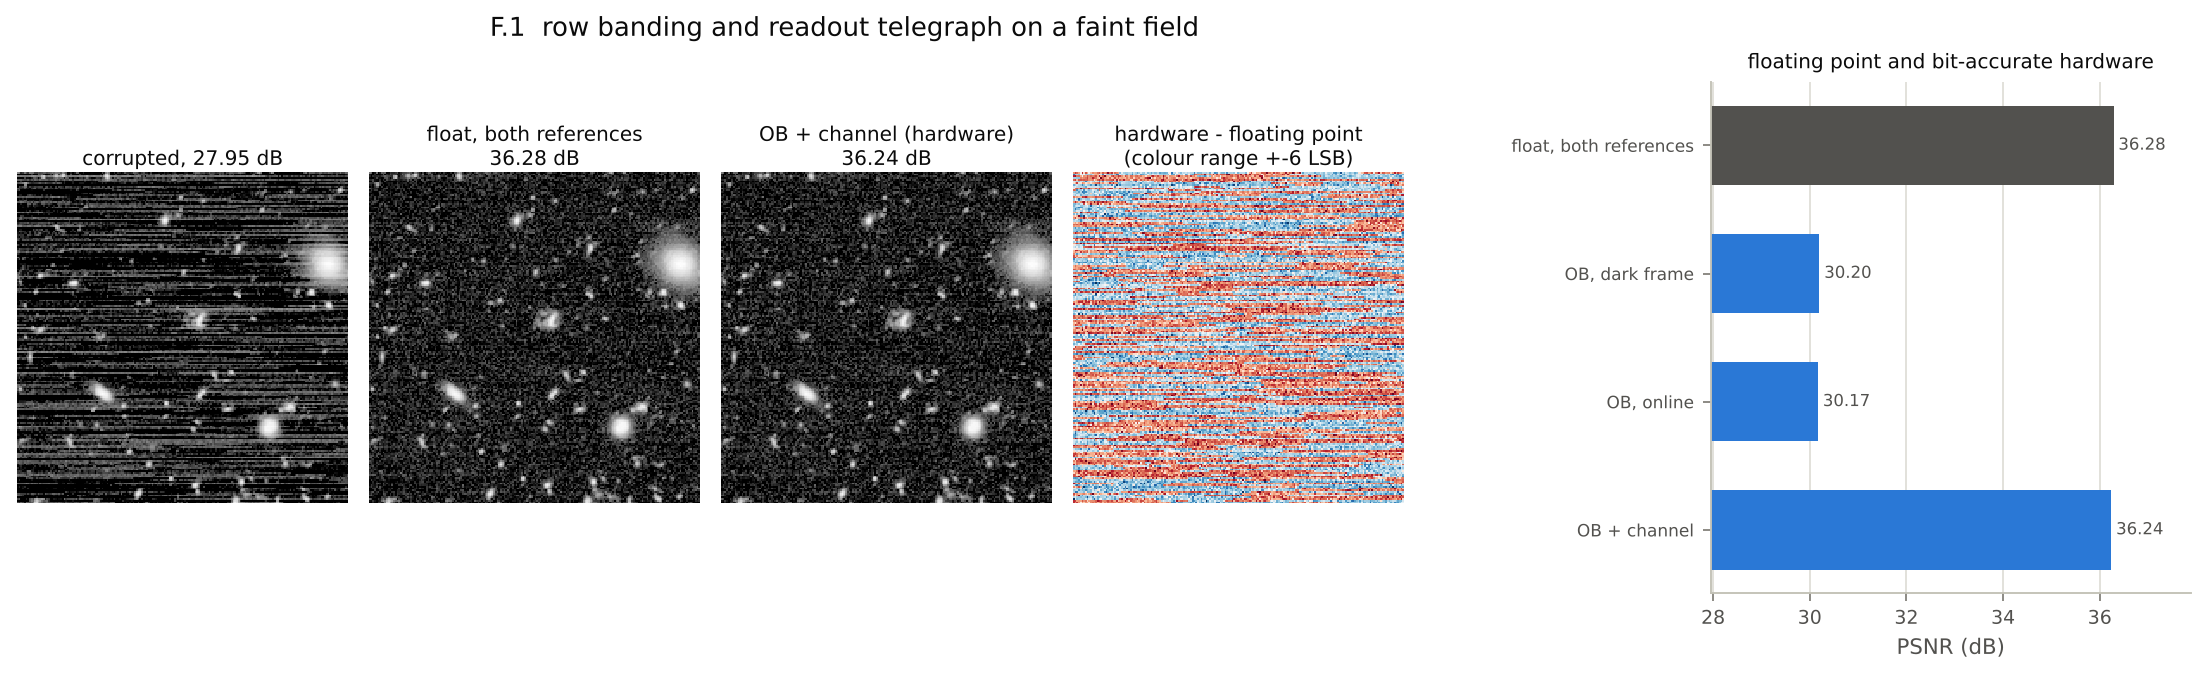 F.1 row banding and readout telegraph on a faint field
corrupted, 27.95 dB
float, both references
36.28 dB
OB + channel (hardware)
36.24 dB
hardware - floating point
(colour range +-6 LSB)
floating point and bit-accurate hardware
float, both references
36.28
OB, dark frame
30.20
OB, online
30.17
OB + channel
36.24
28 30 32 34 36
PSNR (dB)